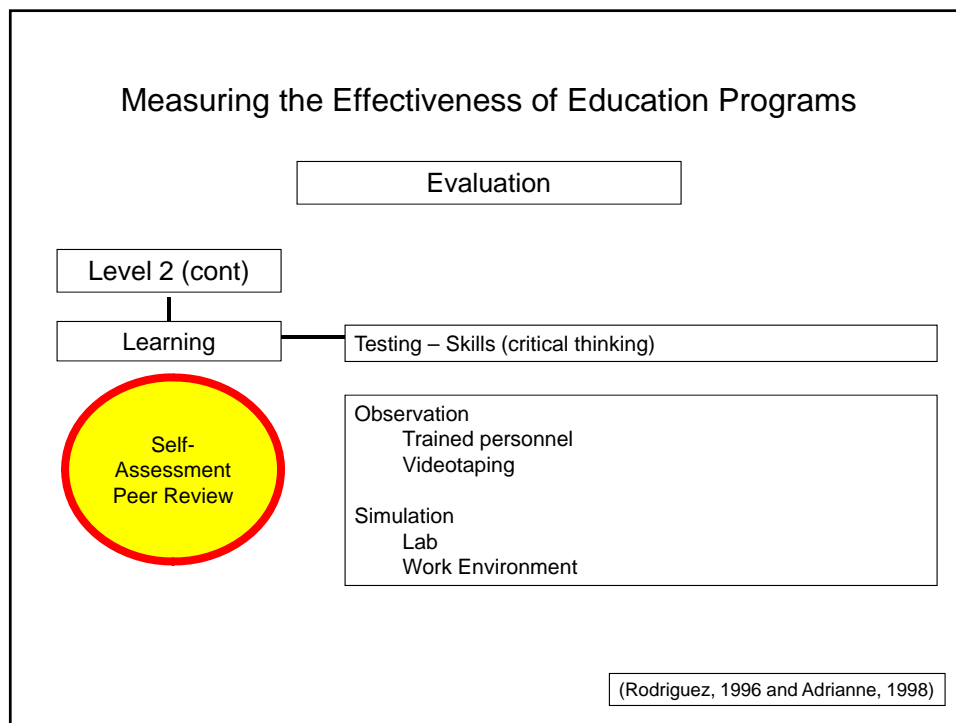 Measuring the Effectiveness of Education Programs
Evaluation
Level 2 (cont)
Learning
Testing – Skills (critical thinking)
Self-
Assessment
Peer Review
Observation
Trained personnel
Videotaping
Simulation
Lab
Work Environment
(Rodriguez, 1996 and Adrianne, 1998)